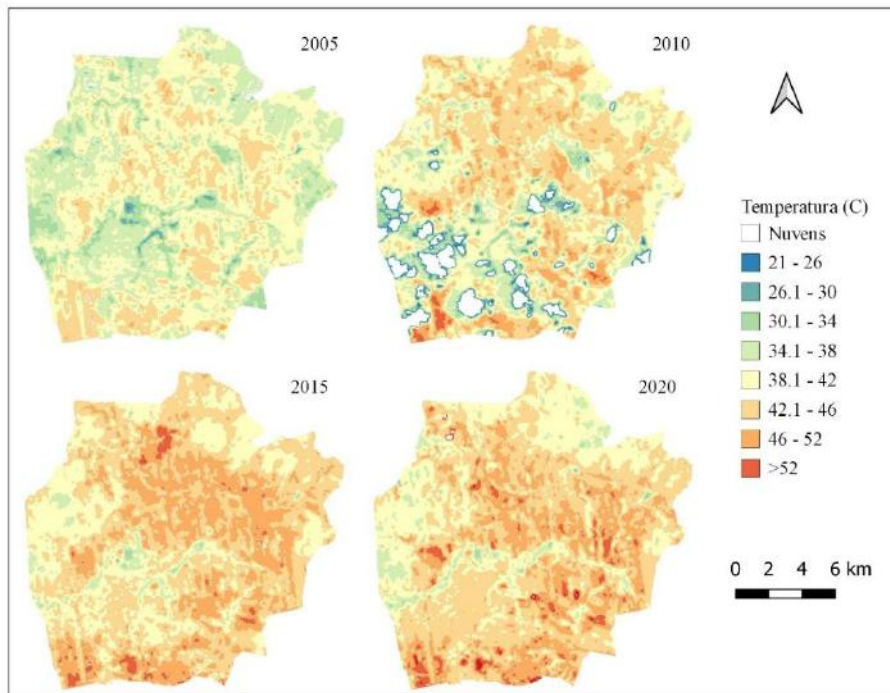 2005
2010
Temperatura (C)
Nuvens
21 - 26
26.1 - 30
30.1 - 34
34.1 - 38
38.1 - 42
42.1 - 46
46 - 52
>52
2015
2020
0 2 4 6 km